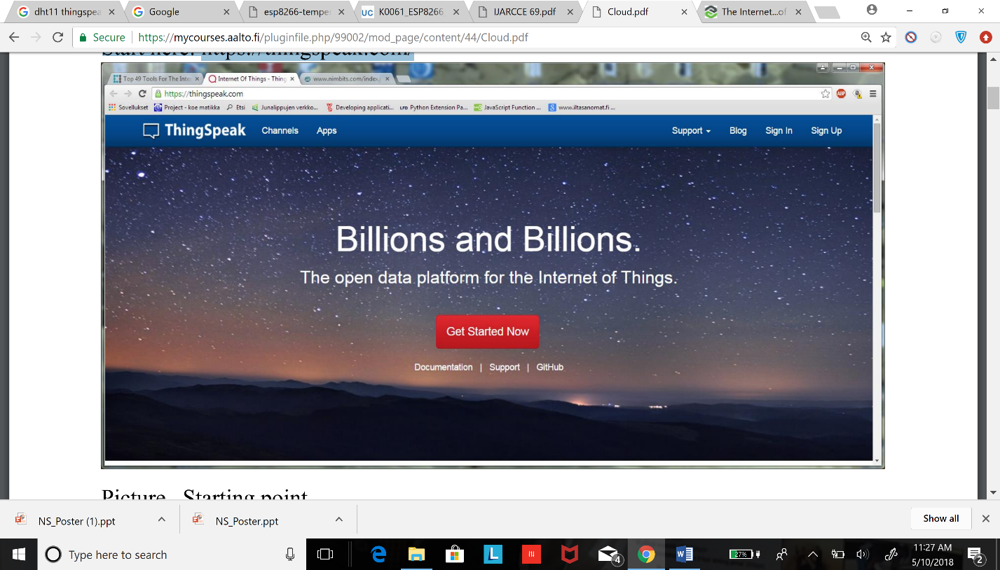 dht11 thingspea
Google
esp8266-tempe
UC K0061_ESP8266
IJARCCE 69.pdf
Cloud.pdf
The Internet...of
Secure
https://mycourses.aalto.fi/pluginfile.php/99002/mod_page/content/44/Cloud.pdf
Start here: https://thingspeak.com/
Top 49 Tools For The Inte
Internet Of Things - Thing
www.nimbits.com/index.j
https://thingspeak.com
ABP
Sovellukset
Project - koe matikka
Etsi
Junalippujen verkko...
Developing applicati...
LFD Python Extension Pa...
JavaScript Function ...
www.iltasanomat.fi ...
ThingSpeak
Channels
Apps
Support
Blog
Sign In
Sign Up
Billions and Billions.
The open data platform for the Internet of Things.
Get Started Now
Documentation | Support | GitHub
Picture Starting point
NS_Poster (1).ppt
NS_Poster.ppt
Show all
Type here to search
4
27%
11:27 AM
5/10/2018
2